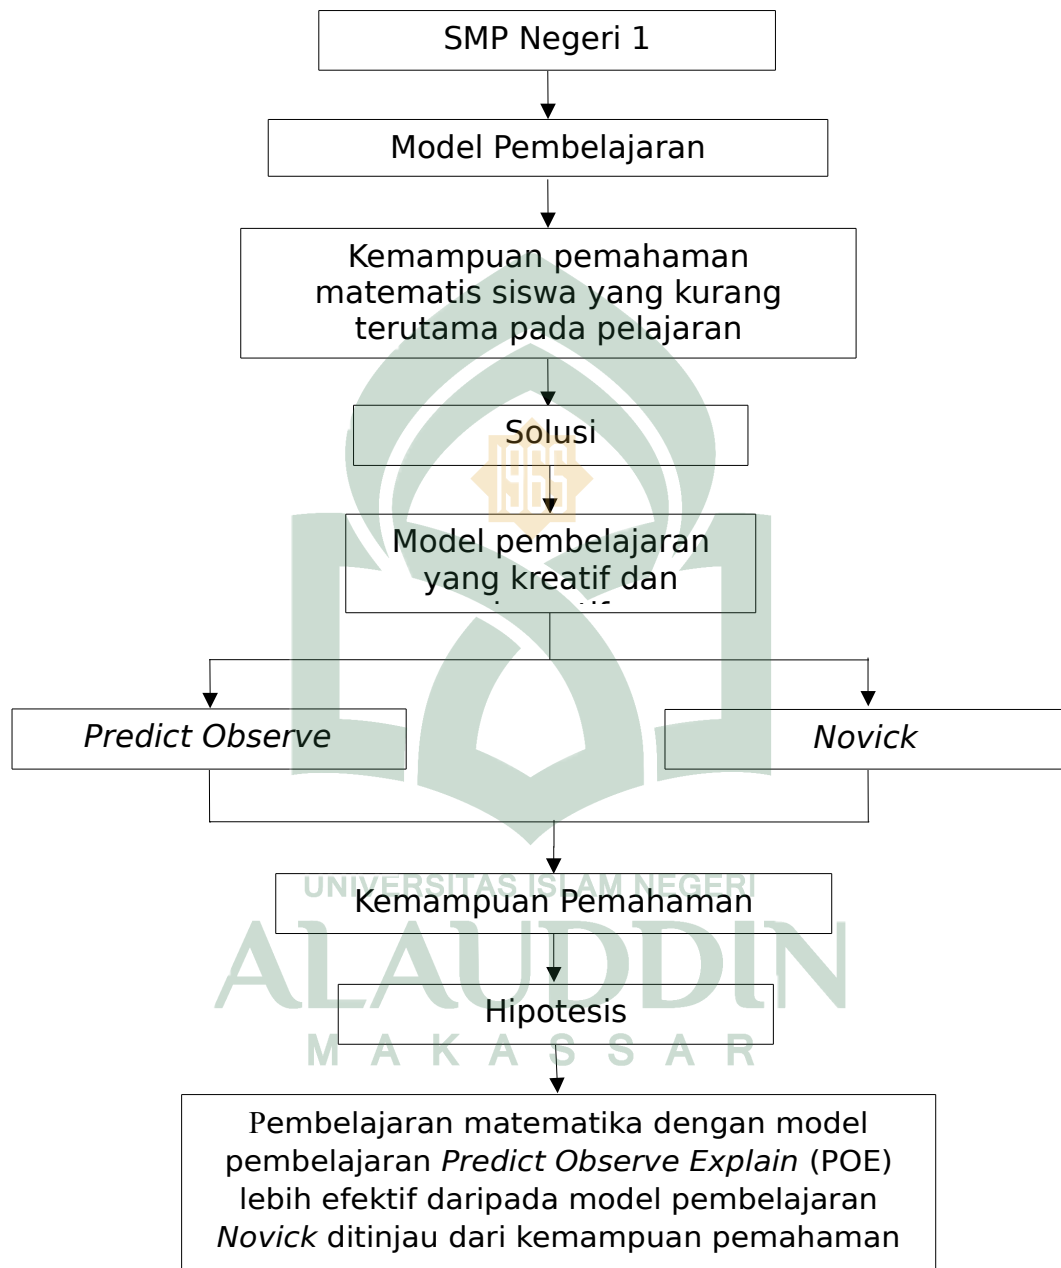 SMP Negeri 1
Model Pembelajaran
Kemampuan pemahaman
matematis siswa yang kurang
terutama pada pelajaran
Solusi
1965
Model pembelajaran
yang kreatif dan
Predict Observe
Novick
UNIVERSITAS ISLAM NEGERI
Kemampuan Pemahaman
ALAUDDIN
Hipotesis
MAKASSAR
Pembelajaran matematika dengan model
pembelajaran Predict Observe Explain (POE)
lebih efektif daripada model pembelajaran
Novick ditinjau dari kemampuan pemahaman